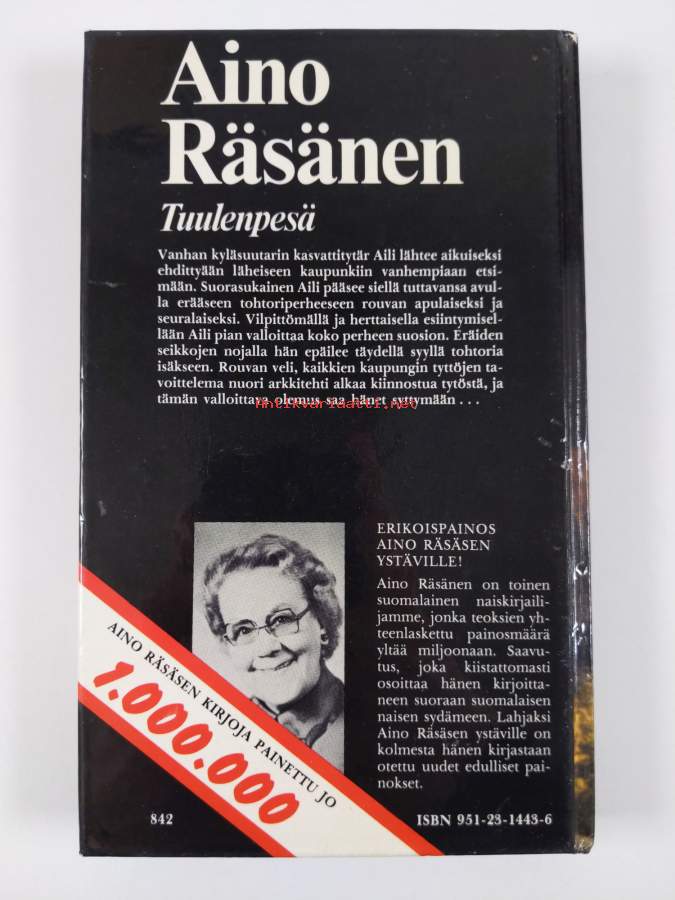 Aino
Räsänen
Tuulenpesä
Vanhan kyläsuutarin kasvattitytär Aili lähtee aikuiseksi
ehdittyään läheiseen kaupunkiin vanhempiaan etsi-
mään. Suorasukainen Aili pääsee siellä tuttavansa avul-
la erääseen tohtoriperheeseen rouvan apulaiseksi ja
seuralaiseksi. Vilpittömällä ja herttaisella esiintymisel-
lään Aili pian valloittaa koko perheen suosion. Eräiden
seikkojen nojalla hän epäilee täydellä syyllä tohtoria
isäkseen. Rouvan veli, kaikkien kaupungin tyttöjen ta-
voittelema nuori arkkitehti alkaa kiinnostua tytöstä, ja
tämän valloittava olemus saa hänet syttymään . . .
Antikvariaatti.net
ERIKOISPAINOS
AINO RÄSÄSEN
YSTÄVILLE!
Aino Räsänen on toinen
suomalainen naiskirjaili-
jamme, jonka teoksien yh-
teenlaskettu painosmäärä
yltää miljoonaan. Saavu-
tus, joka kiistattomasti
osoittaa hänen kirjoitta-
neen suoraan suomalaisen
naisen sydämeen. Lahjaksi
Aino Räsäsen ystäville on
kolmesta hänen kirjastaan
otettu uudet edulliset pai-
nokset.
AINO RÄSÄSEN KIRJOJA PAINETTU JO
1.000.000
842
ISBN 951-23-1443-6